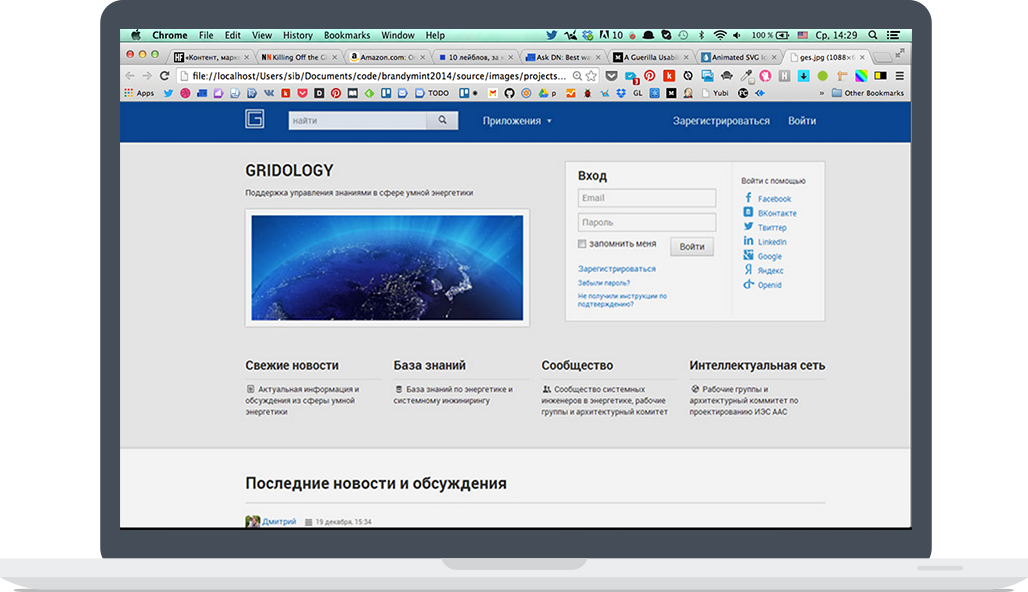 Chrome File Edit View History Bookmarks Window Help 10 100 % Ср, 14:29
«Контент, марк NN Killing Off the G Amazon.com: O 10 лейблов, за к Ask DN: Best wa A Guerilla Usabi Animated SVG Ic ges.jpg (1088×6
file://localhost/Users/sib/Documents/code/brandymint2014/source/images/projects...
Apps TODO GL Yubi » Other Bookmarks
G найти Приложения Зарегистрироваться Войти
GRIDOLOGY
Поддержка управления знаниями в сфере умной энергетики
Вход
Email
Пароль
запомнить меня Войти
Зарегистрироваться
Забыли пароль?
Не получили инструкции по
подтверждению?
Войти с помощью
Facebook
ВКонтакте
Твиттер
LinkedIn
Google
Яндекс
Openid
Свежие новости
Актуальная информация и
обсуждения из сферы умной
энергетики
База знаний
База знаний по энергетике и
системному инжинирингу
Сообщество
Сообщество системных
инженеров в энергетике, рабочие
группы и архитектурный комитет
Интеллектуальная сеть
Рабочие группы и
архитектурный коммитет по
проектированию ИЭС ААС
Последние новости и обсуждения
Дмитрий 19 декабря, 15:34